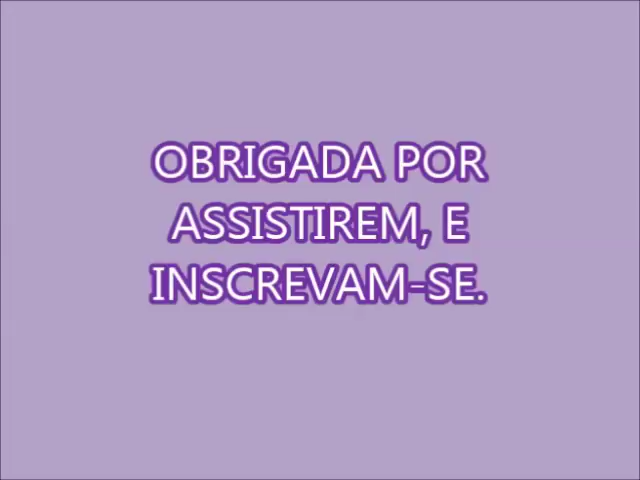 OBRIGADA POR
ASSISTIREM, E
INSCREVAM-SE.